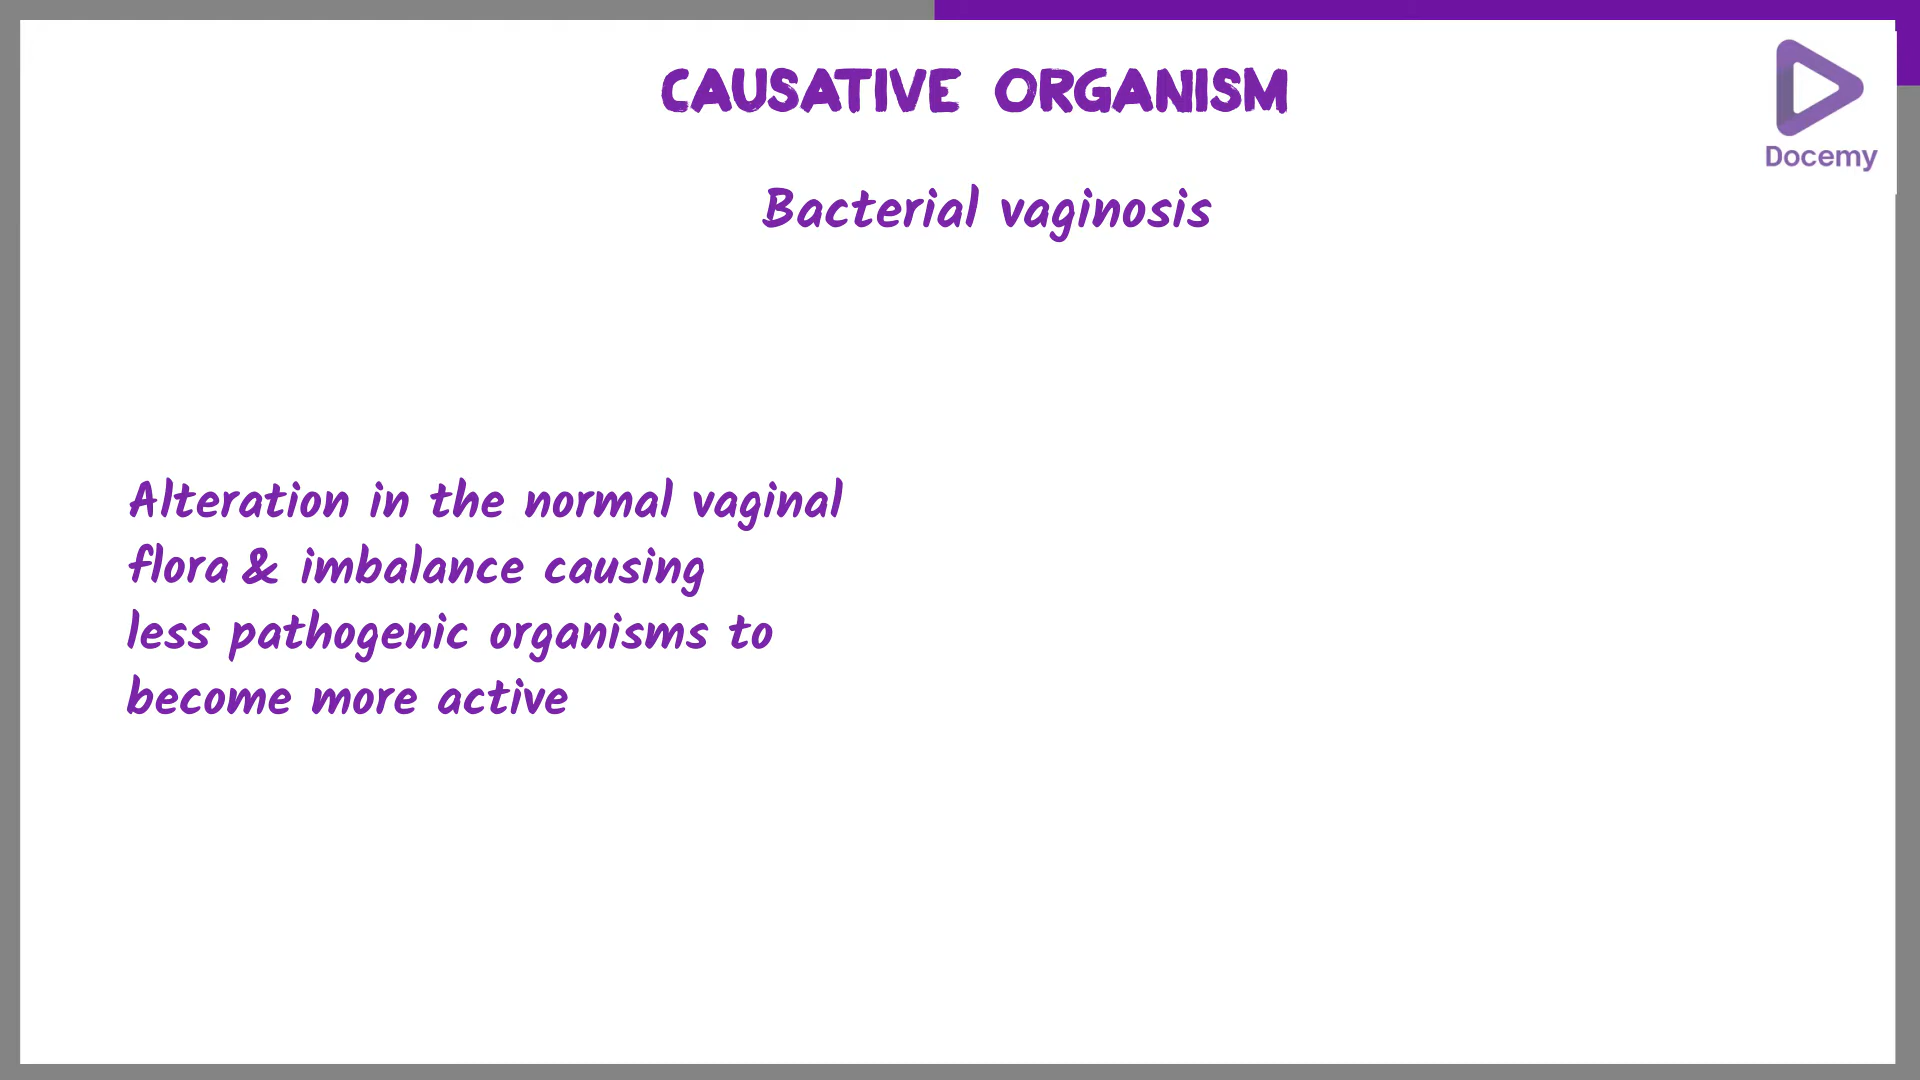 CAUSATIVE ORGANISM
Docemy
Bacterial vaginosis
Alteration in the normal vaginal
flora & imbalance causing
less pathogenic organisms to
become more active